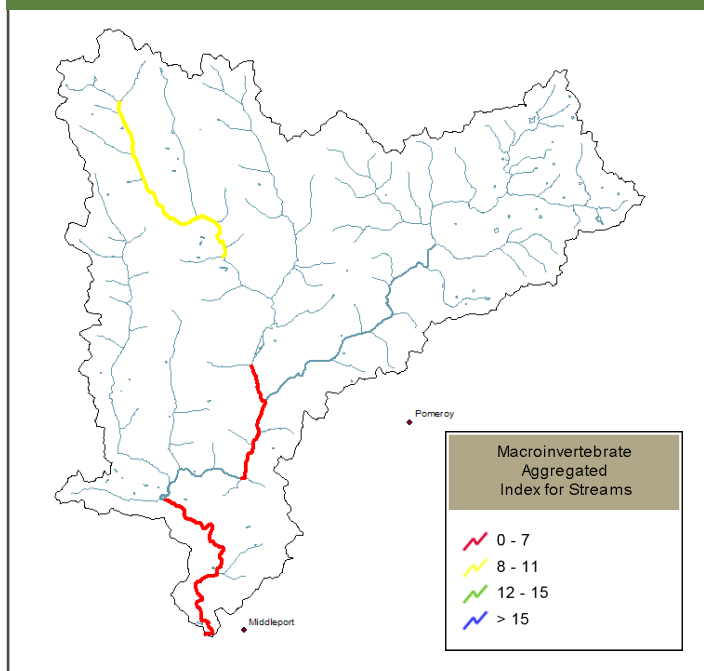 Pomeroy
Macroinvertebrate
Aggregated
Index for Streams
0 - 7
8 - 11
12 - 15
> 15
Middleport